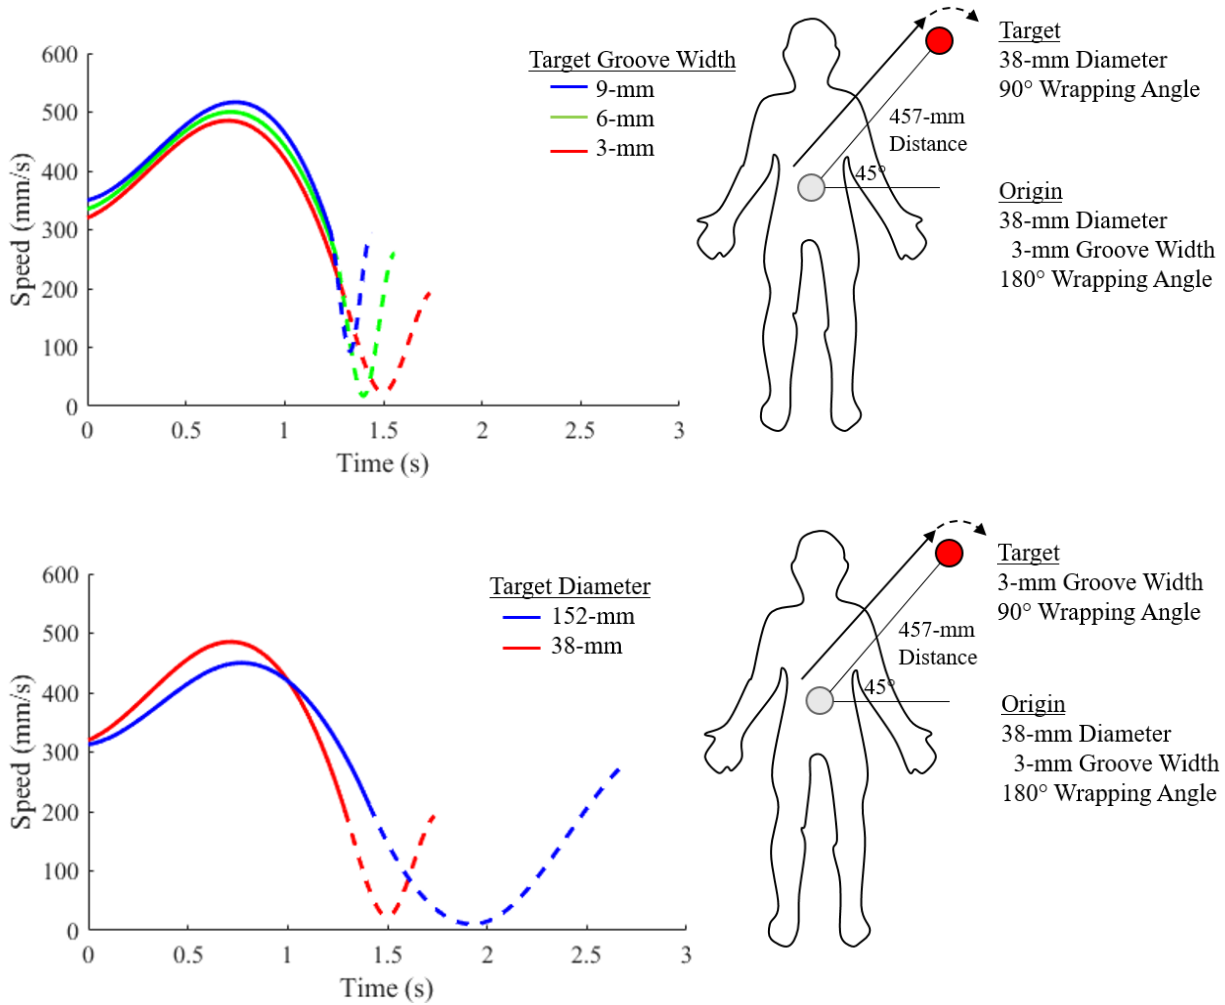 600
500
400
300
200
100
0
Speed (mm/s)
0
0.5
1
1.5
2
2.5
3
Time (s)
Target Groove Width
9-mm
6-mm
3-mm
457-mm
Distance
45°
Target
38-mm Diameter
90° Wrapping Angle
Origin
38-mm Diameter
3-mm Groove Width
180° Wrapping Angle
600
500
400
300
200
100
0
Speed (mm/s)
0
0.5
1
1.5
2
2.5
3
Time (s)
Target Diameter
152-mm
38-mm
457-mm
Distance
45°
Target
3-mm Groove Width
90° Wrapping Angle
Origin
38-mm Diameter
3-mm Groove Width
180° Wrapping Angle